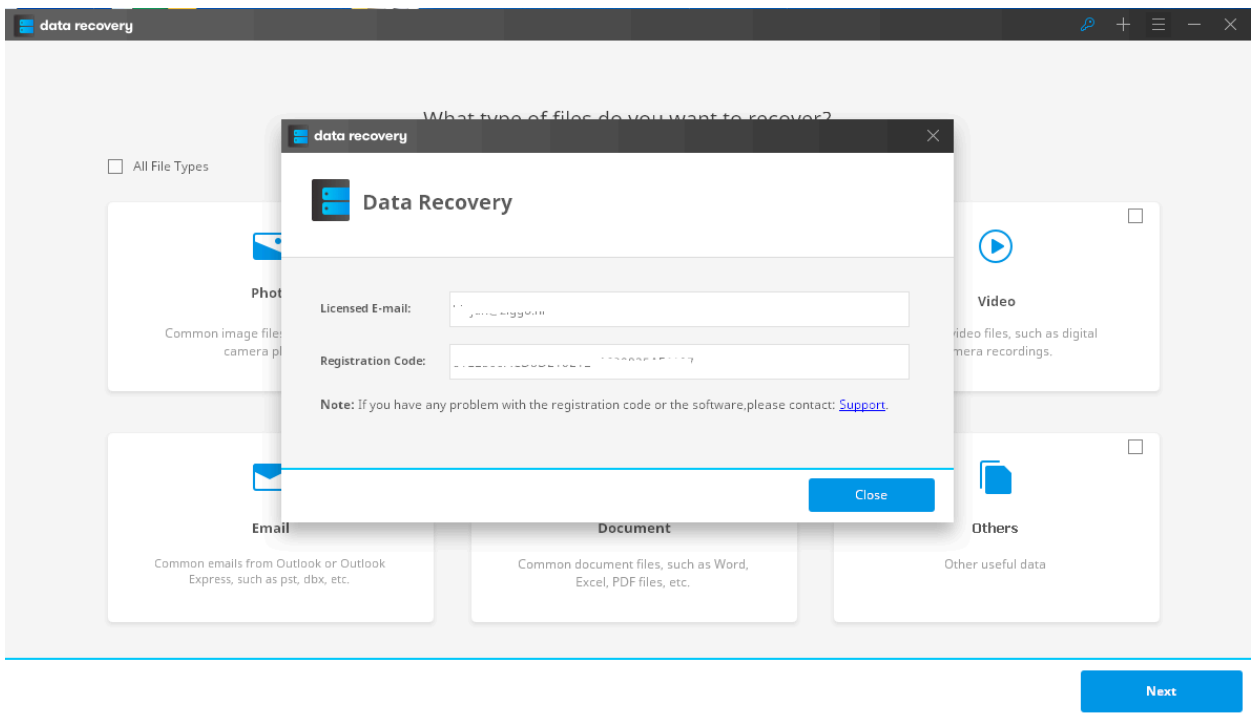 data recovery
What type of files do you want to recover?
All File Types
data recovery
Data Recovery
Licensed E-mail:
Registration Code:
Note: If you have any problem with the registration code or the software,please contact: Support.
Close
Common image files
camera
Video
video files, such as digital
recordings.
Email
Common emails from Outlook or Outlook
Express, such as pst, dbx, etc.
Document
Common document files, such as Word,
Excel, PDF files, etc.
Others
Other useful data
Next